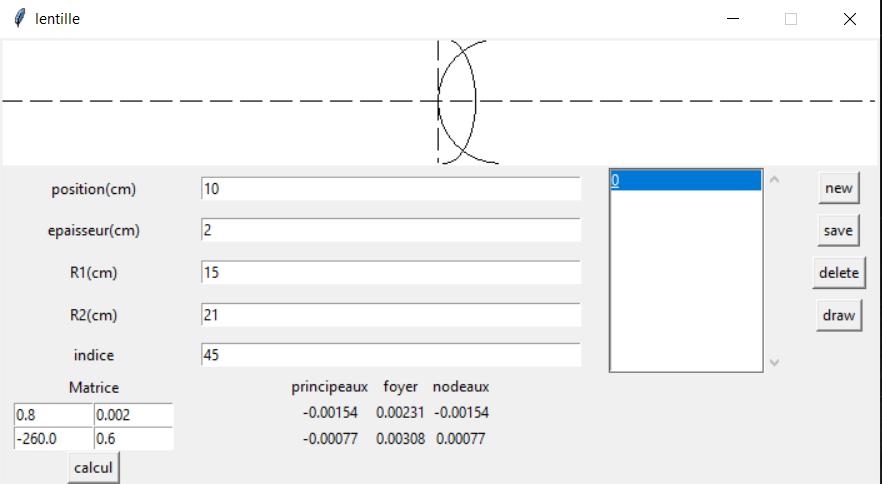 lentille
position(cm) 10
0
new
epaisseur(cm) 2
save
R1(cm) 15
delete
R2(cm) 21
draw
indice 45
Matrice
principeaux foyer nodeaux
0.8 0.002
-0.00154 0.00231 -0.00154
-260.0 0.6
-0.00077 0.00308 0.00077
calcul